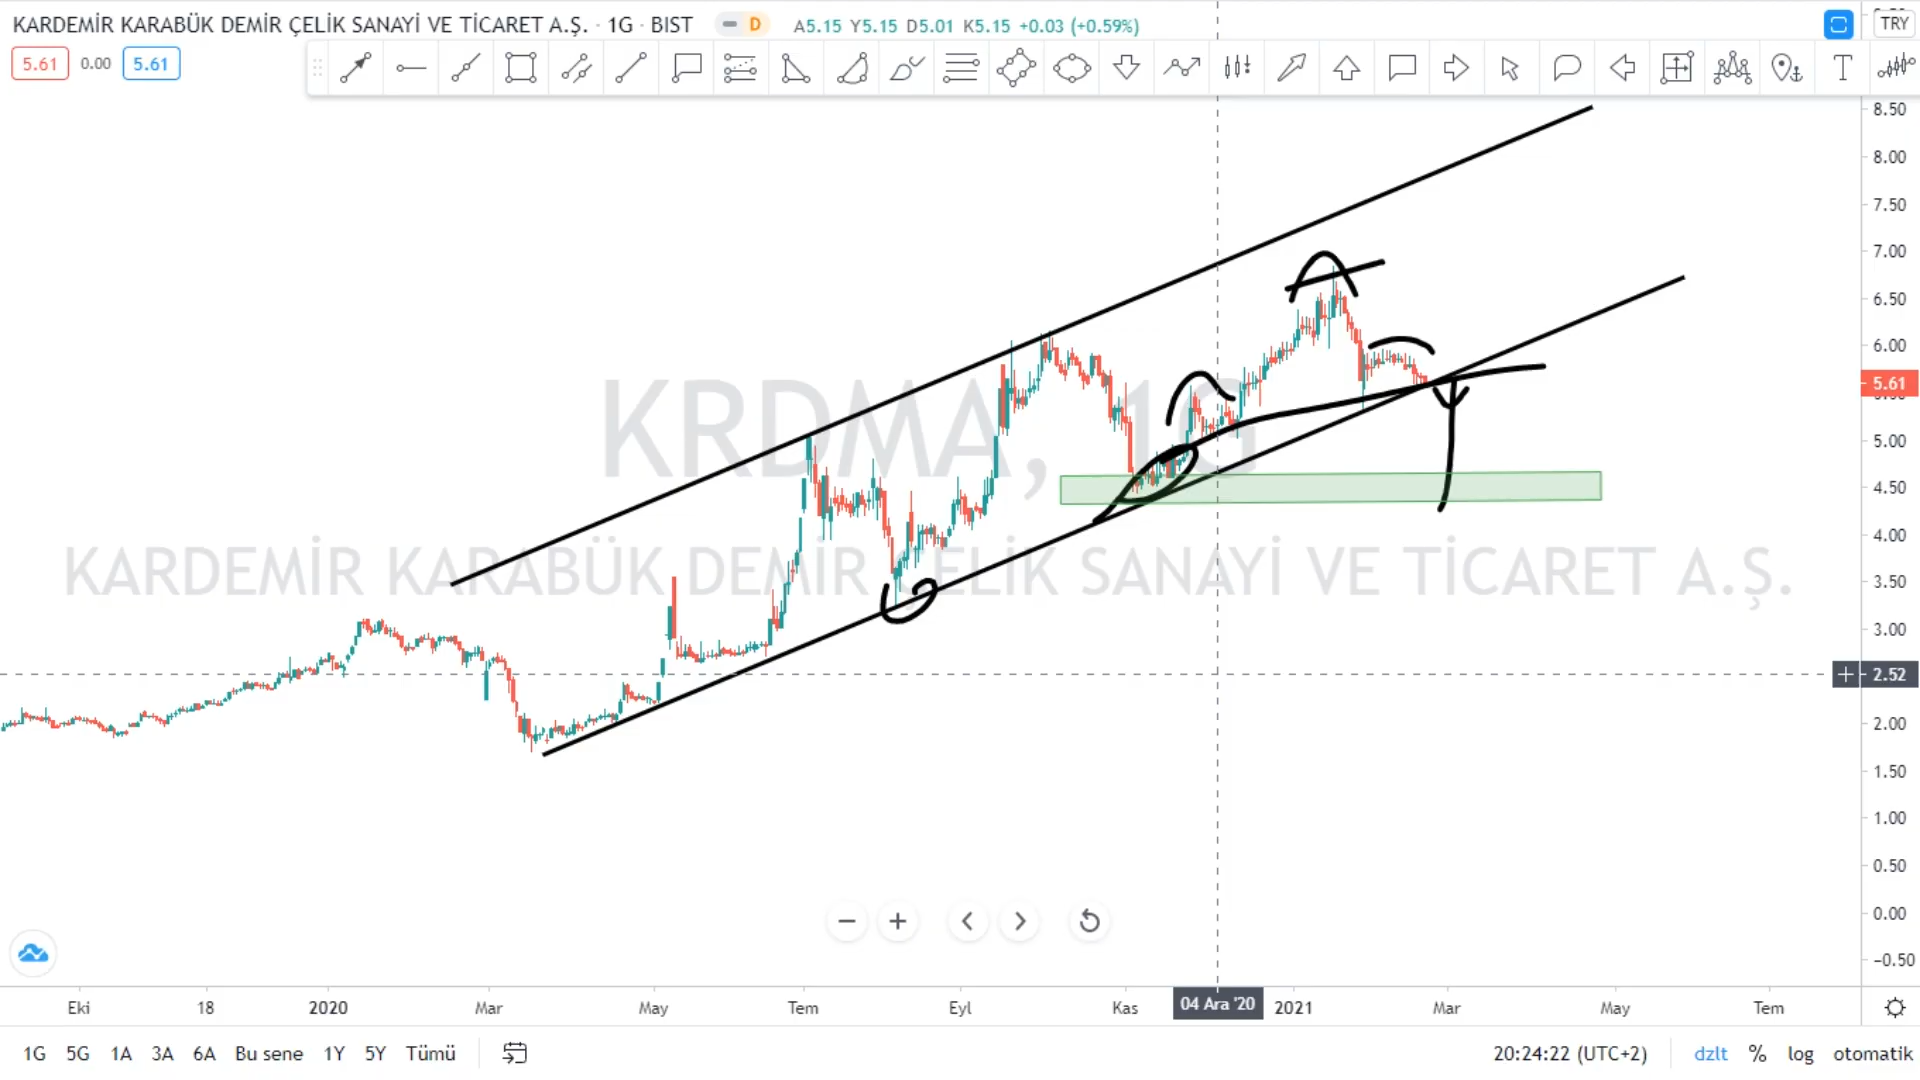 KARDEMİR KARABÜK DEMİR ÇELİK SANAYİ VE TİCARET A.Ş. · 1G · BIST D A5.15 Y5.15 D5.01 K5.15 +0.03 (+0.59%) TRY
5.61 0.00 5.61
T
8.50
8.00
7.50
7.00
6.50
6.00
5.61
5.00
4.50
4.00
3.50
3.00
2.52
2.00
1.50
1.00
0.50
0.00
−0.50
KRDMA, 1G
KARDEMİR KARABÜK DEMİR ÇELİK SANAYİ VE TİCARET A.Ş.
Eki 18 2020 Mar May Tem Eyl Kas 04 Ara '20 2021 Mar May Tem
1G 5G 1A 3A 6A Bu sene 1Y 5Y Tümü 20:24:22 (UTC+2) dzlt % log otomatik